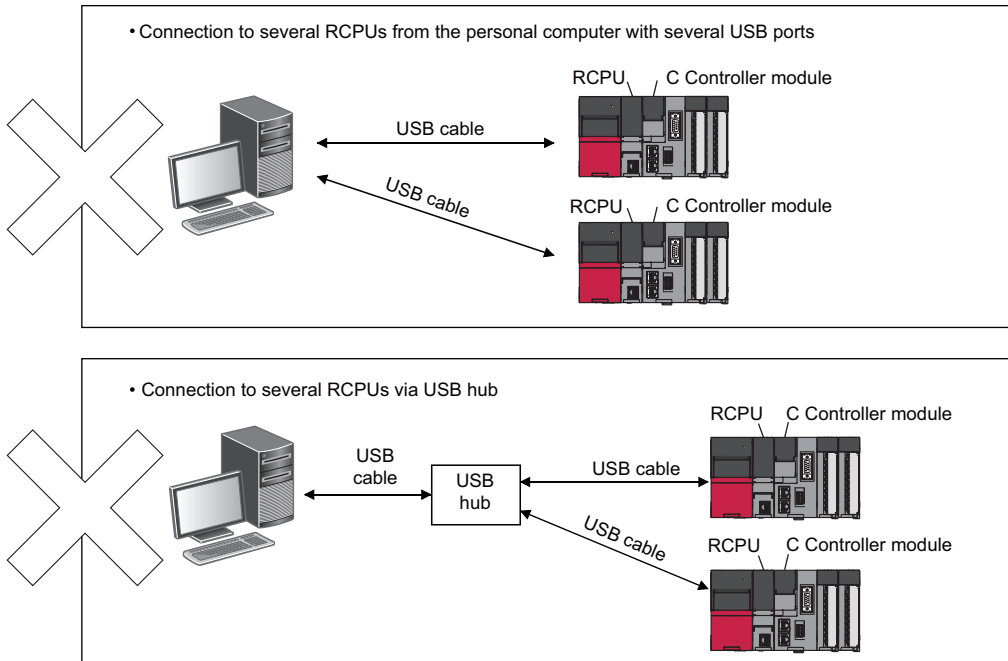 • Connection to several RCPUs from the personal computer with several USB ports
RCPU C Controller module
USB cable
USB cable
RCPU C Controller module
• Connection to several RCPUs via USB hub
RCPU C Controller module
USB
cable
USB cable
USB
hub
USB cable
RCPU C Controller module